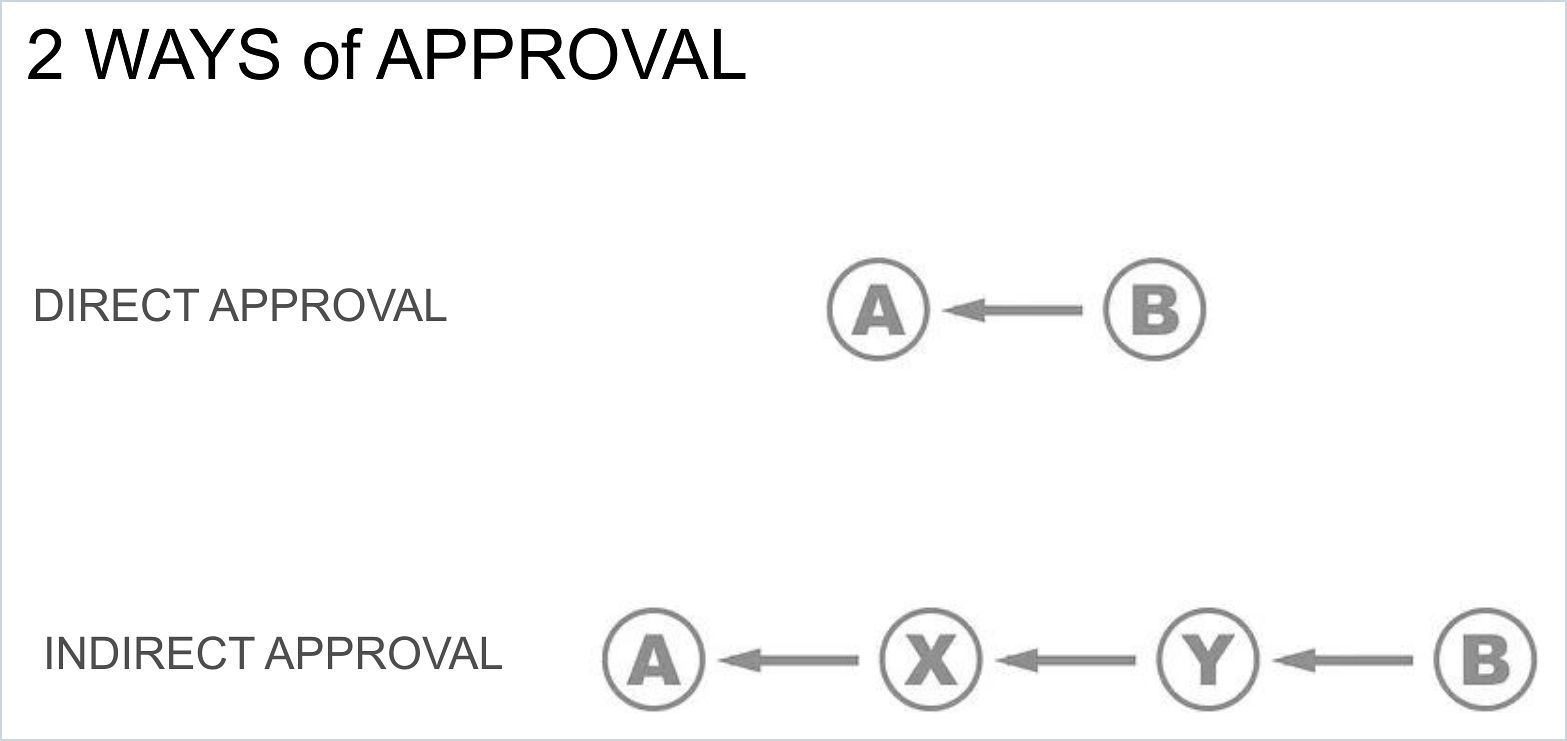 2 WAYS of APPROVAL
DIRECT APPROVAL
A B
INDIRECT APPROVAL
A X Y B